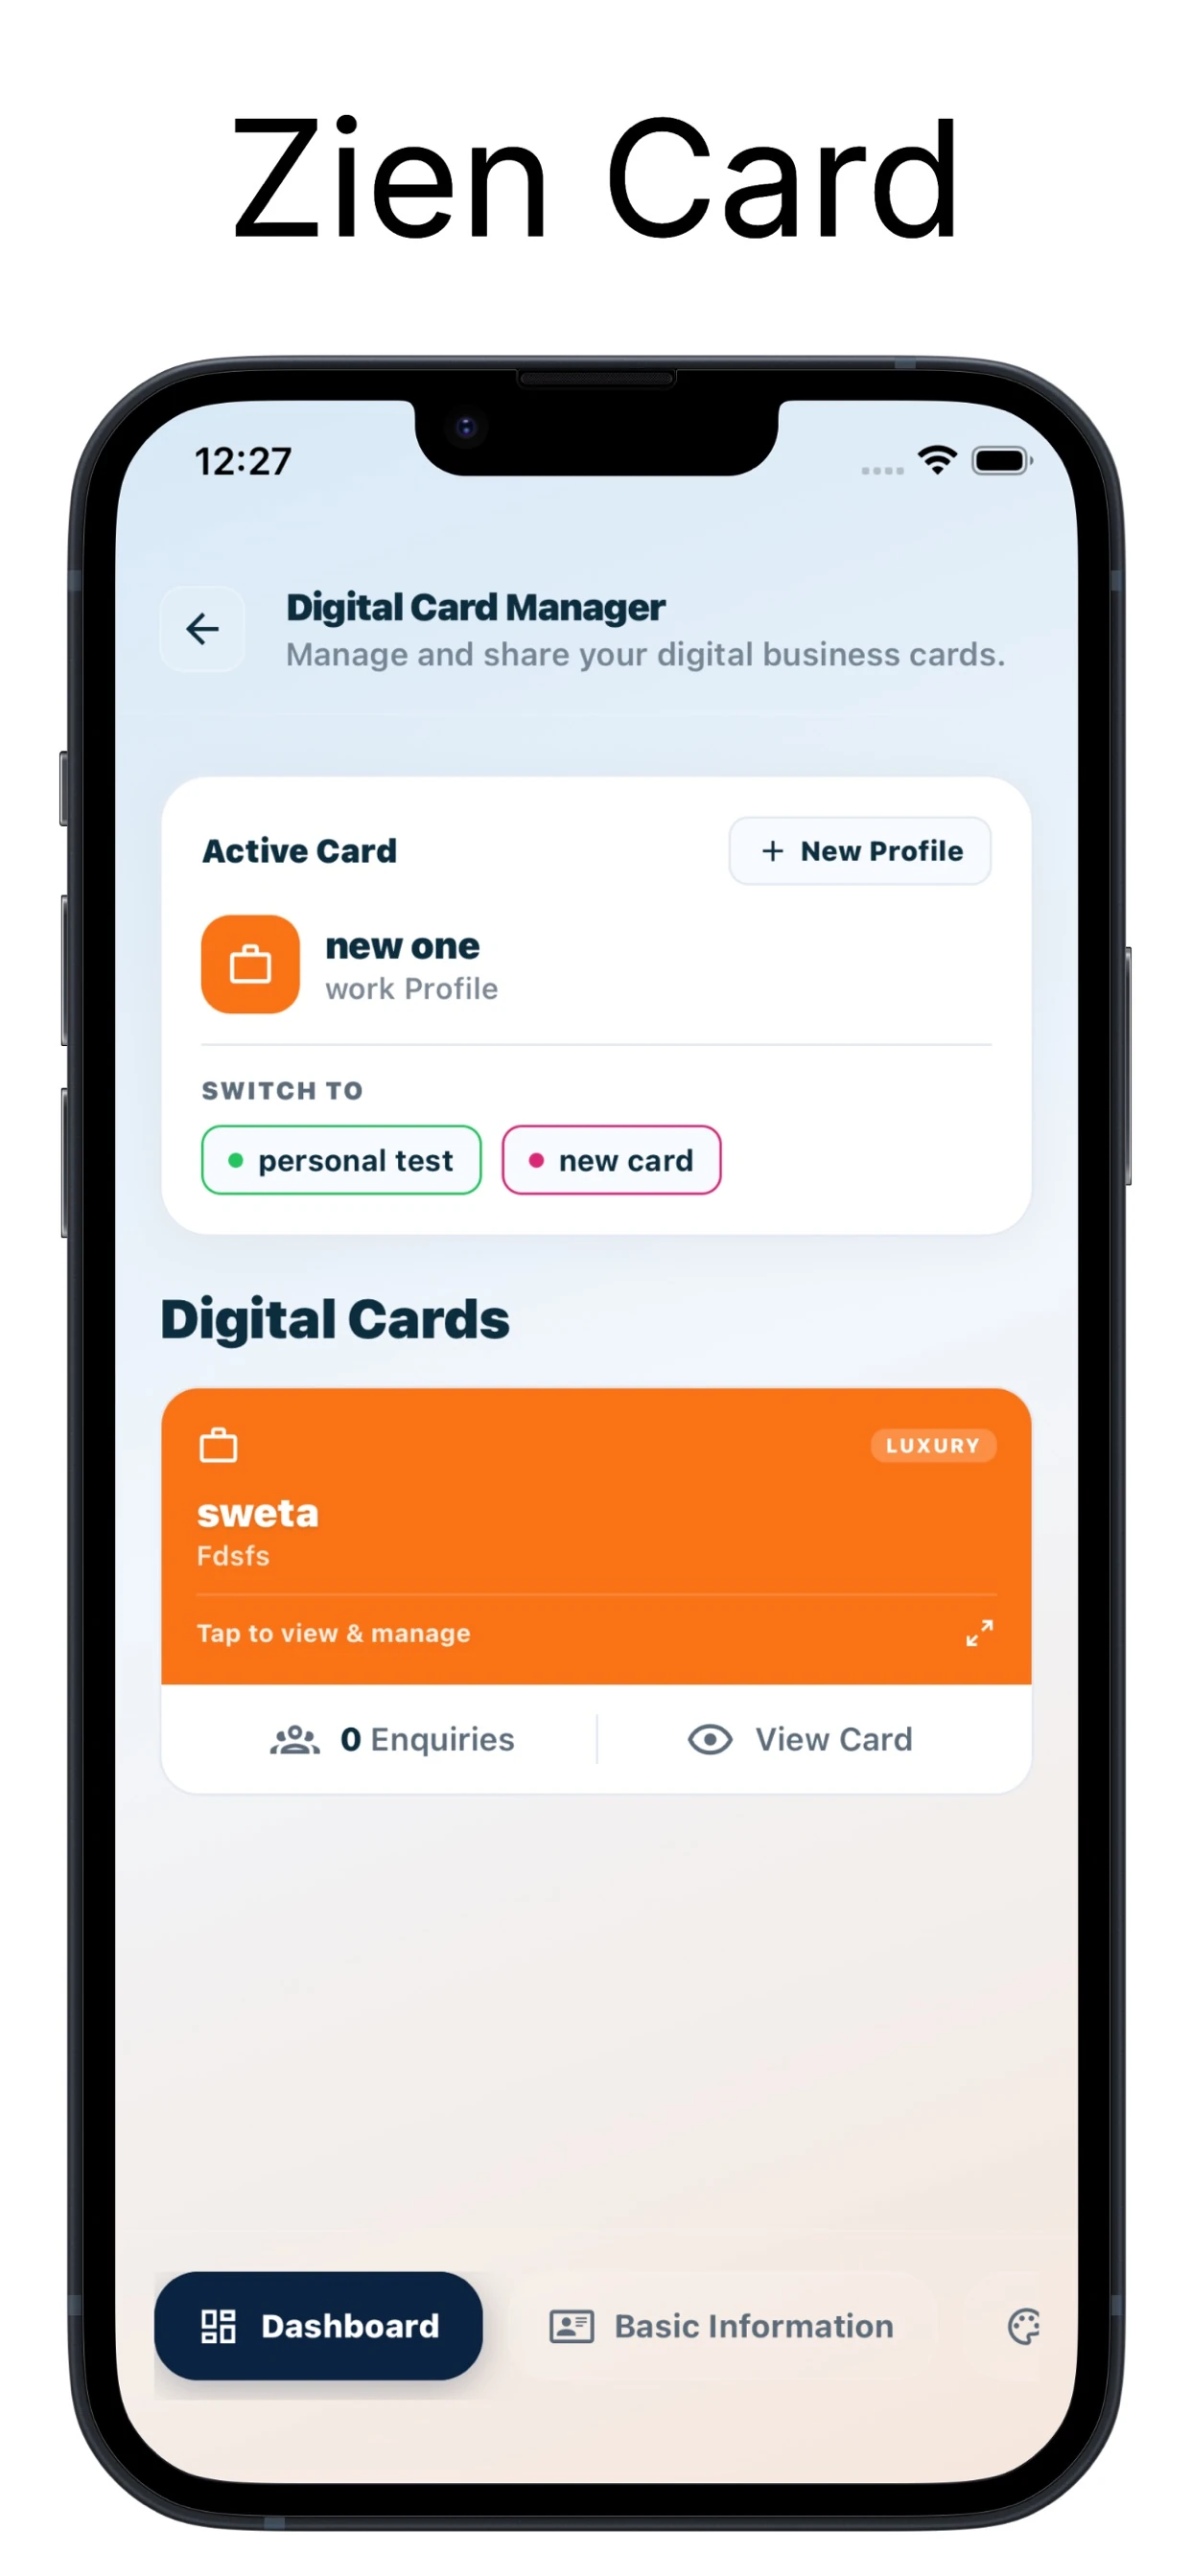 Zien Card
12:27
Digital Card Manager
Manage and share your digital business cards.
Active Card
+ New Profile
new one
work Profile
SWITCH TO
personal test
new card
Digital Cards
LUXURY
sweta
Fdsfs
Tap to view & manage
0 Enquiries
View Card
Dashboard
Basic Information